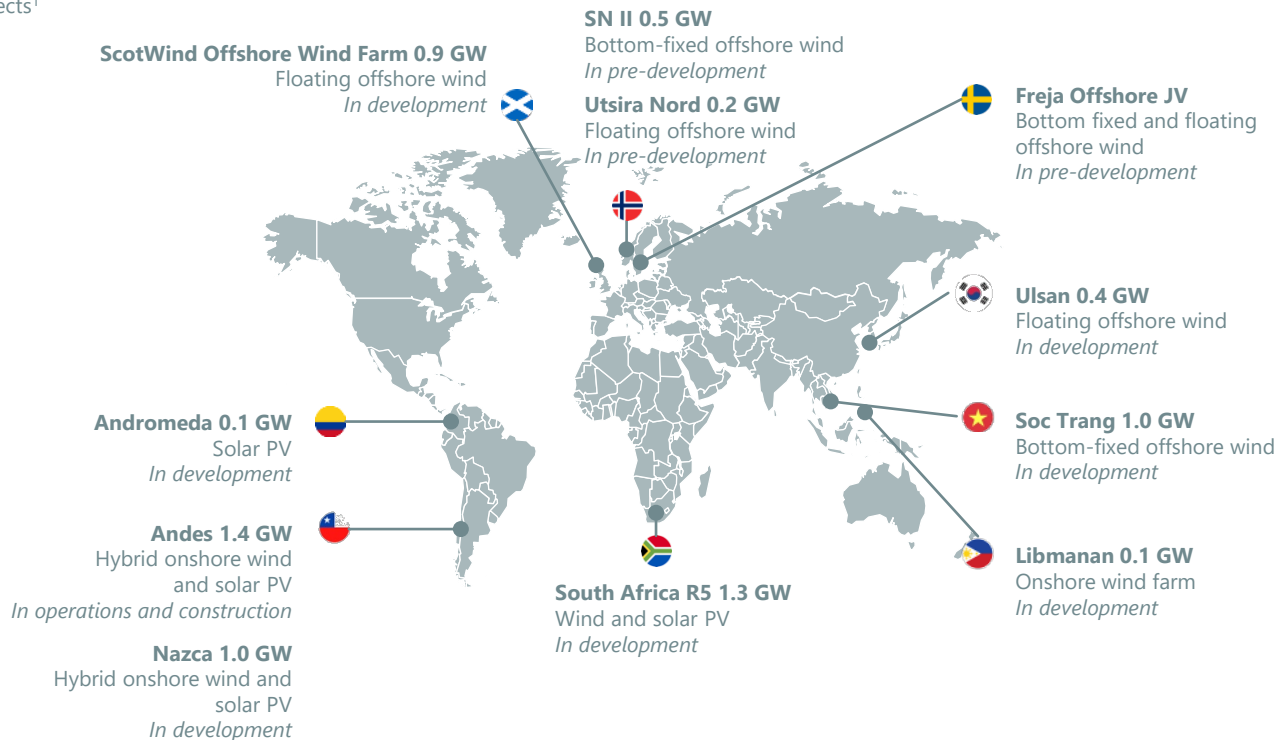 ects¹
ScotWind Offshore Wind Farm 0.9 GW
Floating offshore wind
In development
SN II 0.5 GW
Bottom-fixed offshore wind
In pre-development
Utsira Nord 0.2 GW
Floating offshore wind
In pre-development
Freja Offshore JV
Bottom fixed and floating
offshore wind
In pre-development
Ulsan 0.4 GW
Floating offshore wind
In development
Andromeda 0.1 GW
Solar PV
In development
Soc Trang 1.0 GW
Bottom-fixed offshore wind
In development
Andes 1.4 GW
Hybrid onshore wind
and solar PV
In operations and construction
South Africa R5 1.3 GW
Wind and solar PV
In development
Libmanan 0.1 GW
Onshore wind farm
In development
Nazca 1.0 GW
Hybrid onshore wind and
solar PV
In development